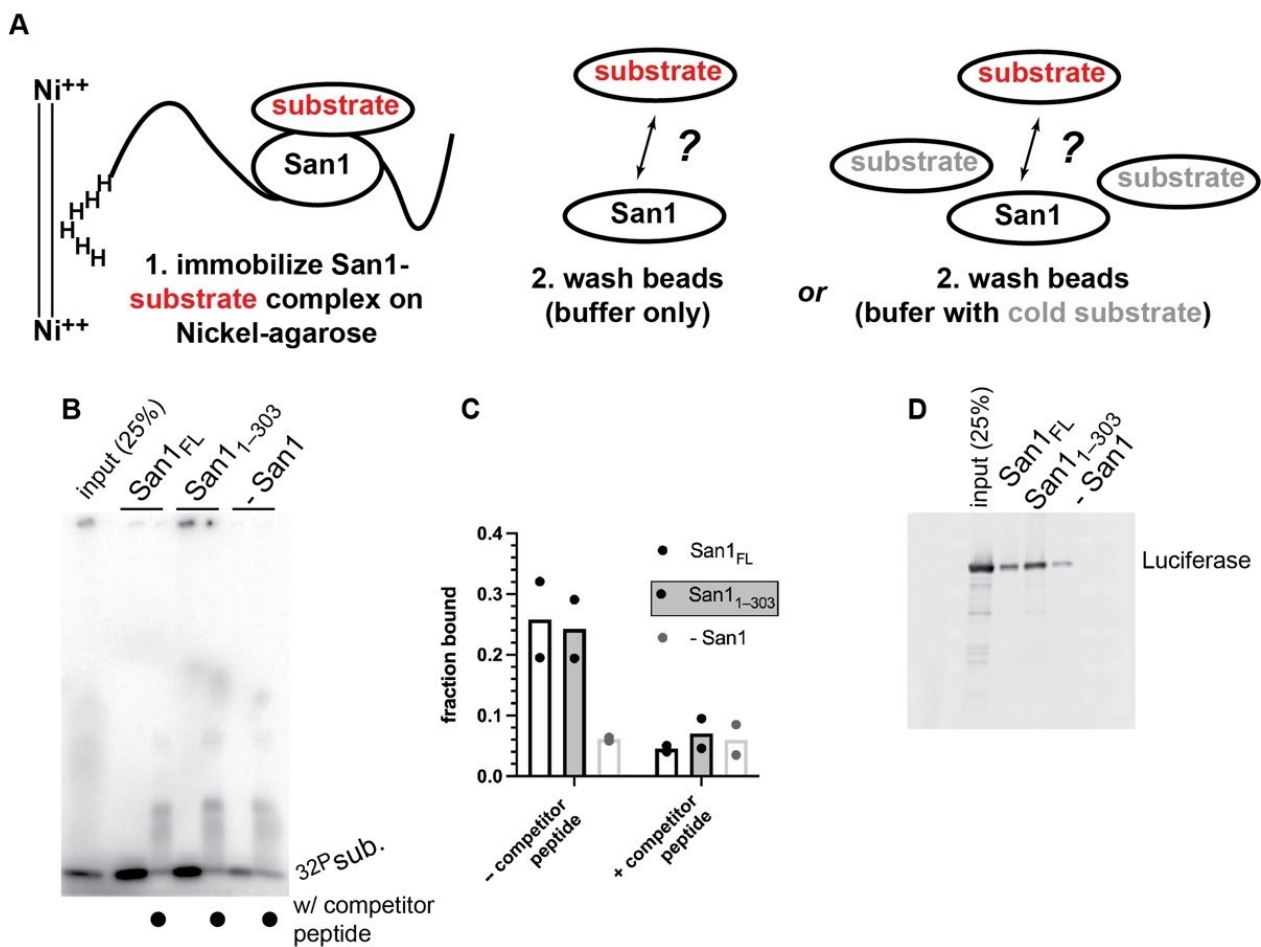 A
Ni++
substrate
San1
H
H
H
H
H
H
Ni++
1. immobilize San1-
substrate complex on
Nickel-agarose
substrate
?
San1
2. wash beads
(buffer only)
or
substrate
substrate
?
substrate
San1
2. wash beads
(bufer with cold substrate)
B
input (25%)
San1FL
San11–303
- San1
32Psub.
w/ competitor
peptide
C
fraction bound
0.4
0.3
0.2
0.1
0.0
San1FL
San11–303
- San1
– competitor
peptide
+ competitor
peptide
D
input (25%)
San1FL
San11–303
- San1
Luciferase